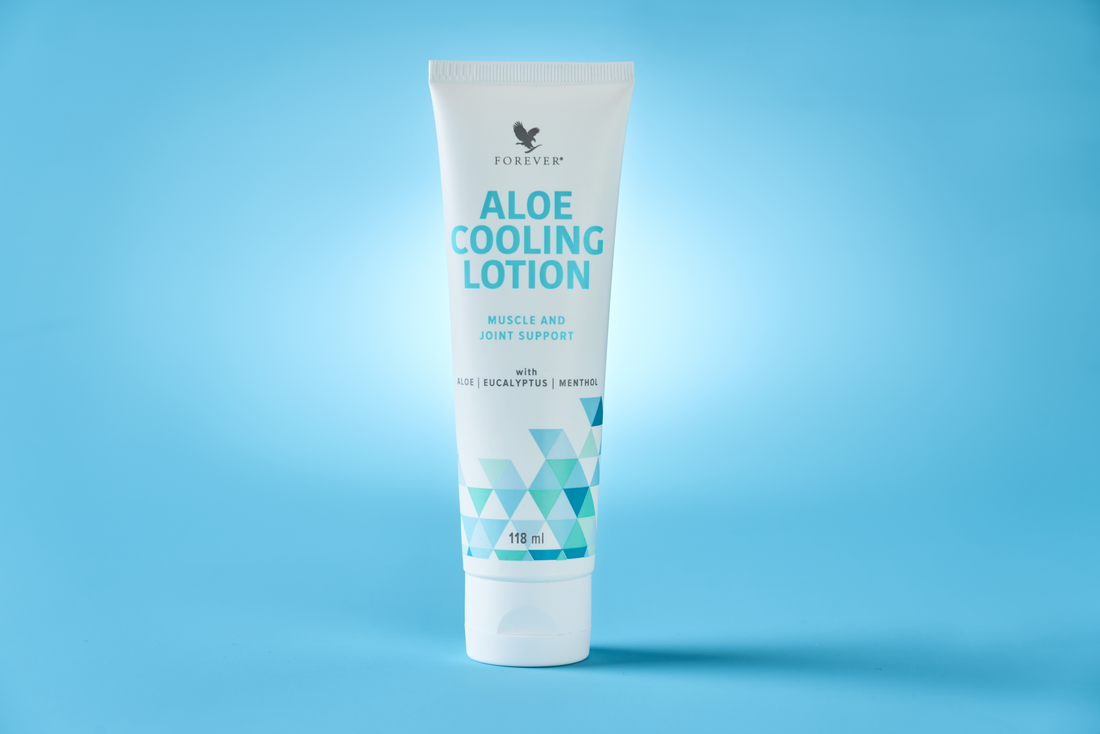 FOREVER®
ALOE
COOLING
LOTION
MUSCLE AND
JOINT SUPPORT
with
ALOE | EUCALYPTUS | MENTHOL
118 ml